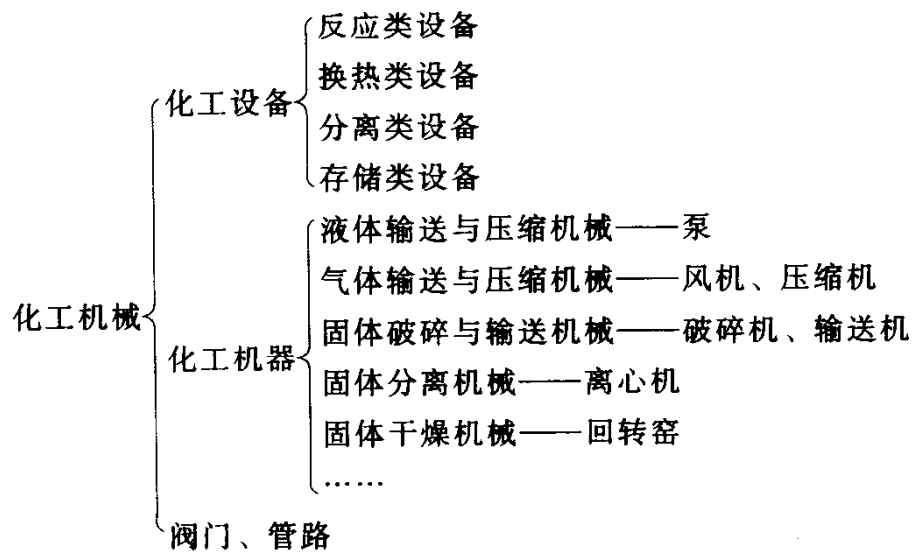 反应类设备
换热类设备
化工设备
分离类设备
存储类设备
液体输送与压缩机械——泵
气体输送与压缩机械——风机、压缩机
化工机械
固体破碎与输送机械——破碎机、输送机
化工机器
固体分离机械——离心机
固体干燥机械——回转窑
……
阀门、管路